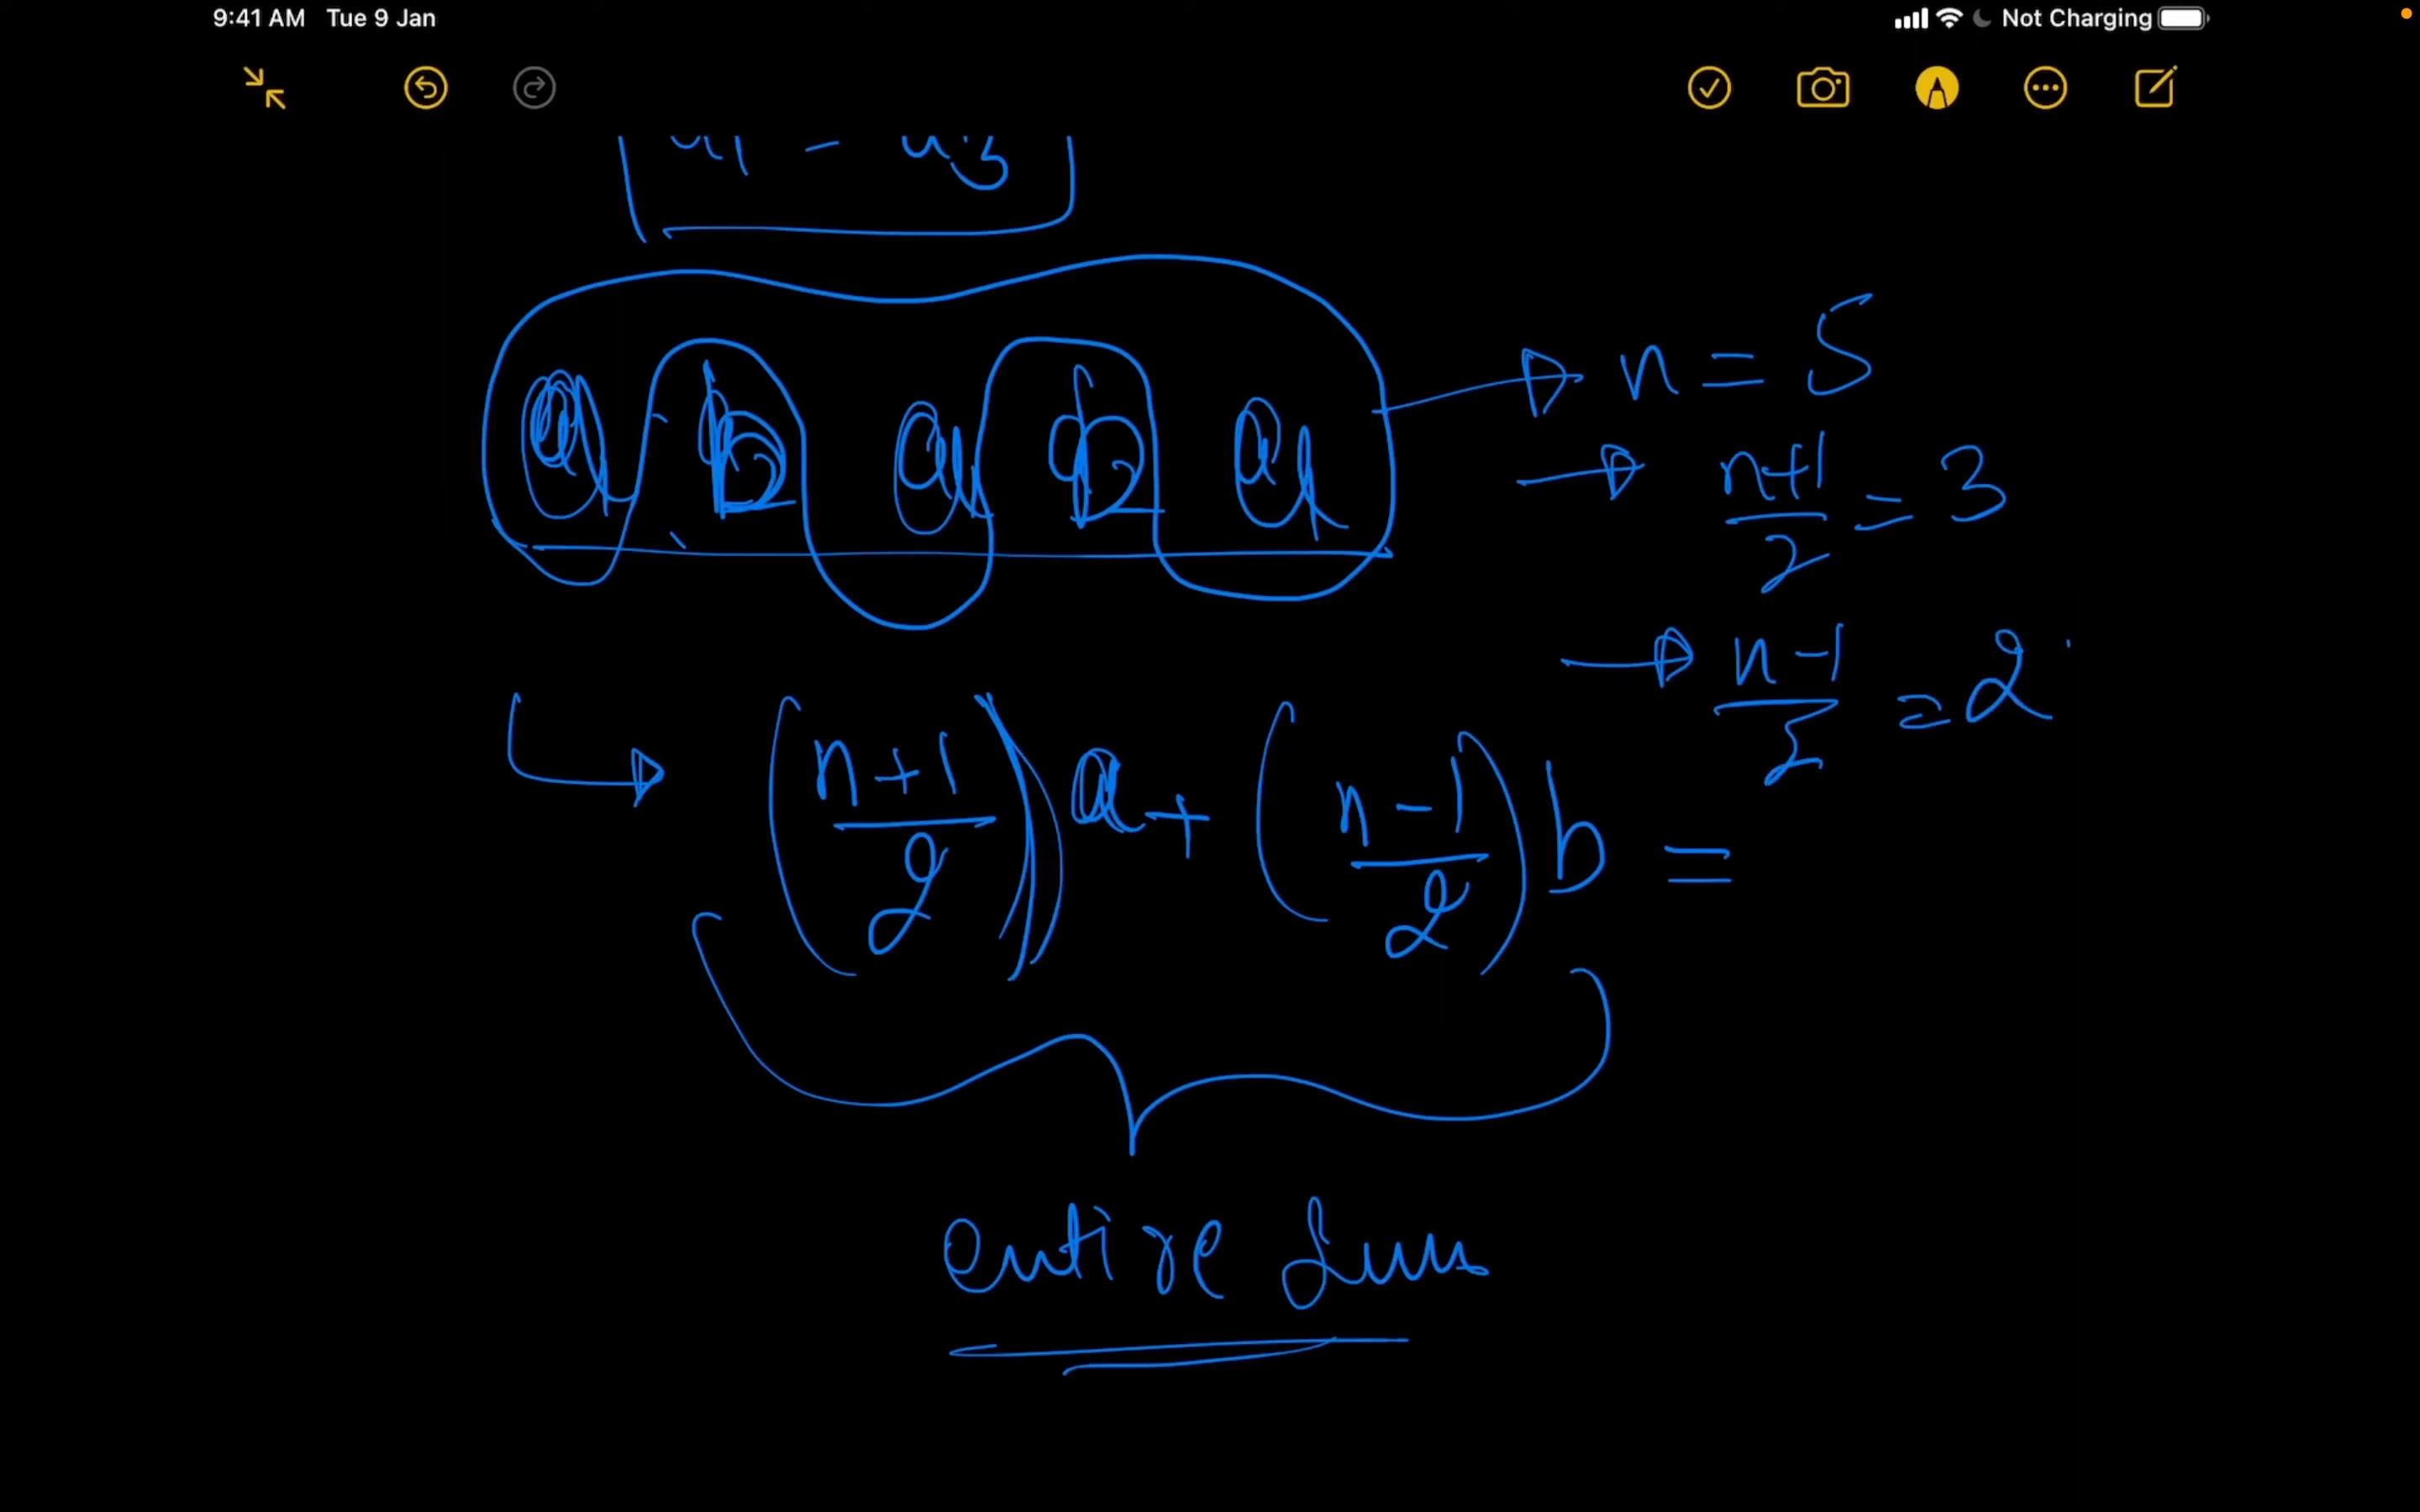 9:41 AM Tue 9 Jan
Not Charging
a b a b a
n = 5
n+1/2 = 3
n-1/2 = 2
(n+1/2) a + (n-1/2) b =
entire sum